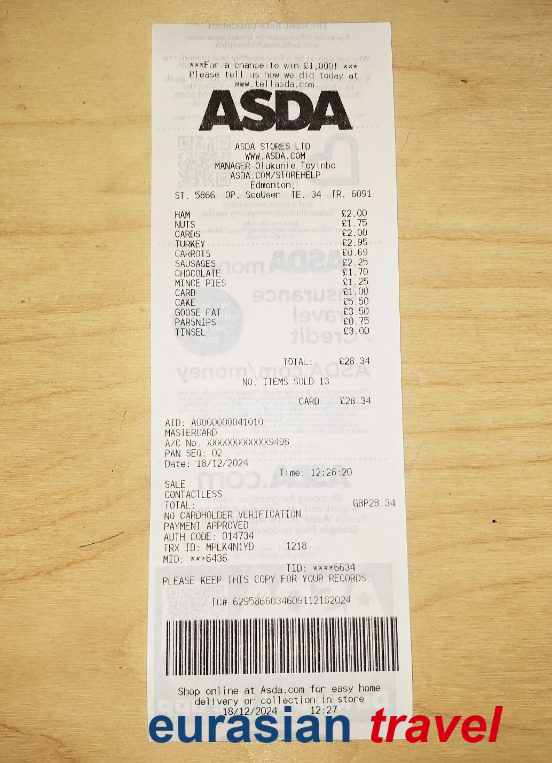 ***For a chance to win £1,000! ***
Please tell us how we did today at
www.tellasda.com
ASDA
ASDA STORES LTD
WWW.ASDA.COM
MANAGER Olukunle Toyinbo
ASDA.COM/STOREHELP
Edmonton
ST. 5866 OP. ScoUser TE. 34 TR. 6091
HAM £2.00
NUTS £1.75
CARDS £2.00
TURKEY £2.95
CARROTS £0.69
SAUSAGES £2.25
CHOCOLATE £1.70
MINCE PIES £1.25
CARD £1.00
CAKE £5.50
GOOSE FAT £3.50
PARSNIPS £0.75
TINSEL £3.00
TOTAL: £28.34
NO. ITEMS SOLD 13
CARD £28.34
AID: A0000000041010
MASTERCARD
A/C No. XXXXXXXXXXXX9496
PAN SEQ: 02
Date: 18/12/2024
Time: 12:26:20
SALE
CONTACTLESS
TOTAL: GBP28.34
NO CARDHOLDER VERIFICATION
PAYMENT APPROVED
AUTH CODE: 014734
TRX ID: MPLK4N1YD 1218
MID: ***6436
TID: ****6634
PLEASE KEEP THIS COPY FOR YOUR RECORDS
TC#
Shop online at Asda.com for easy home
delivery or collection in store
18/12/2024 12:27
eurasian travel